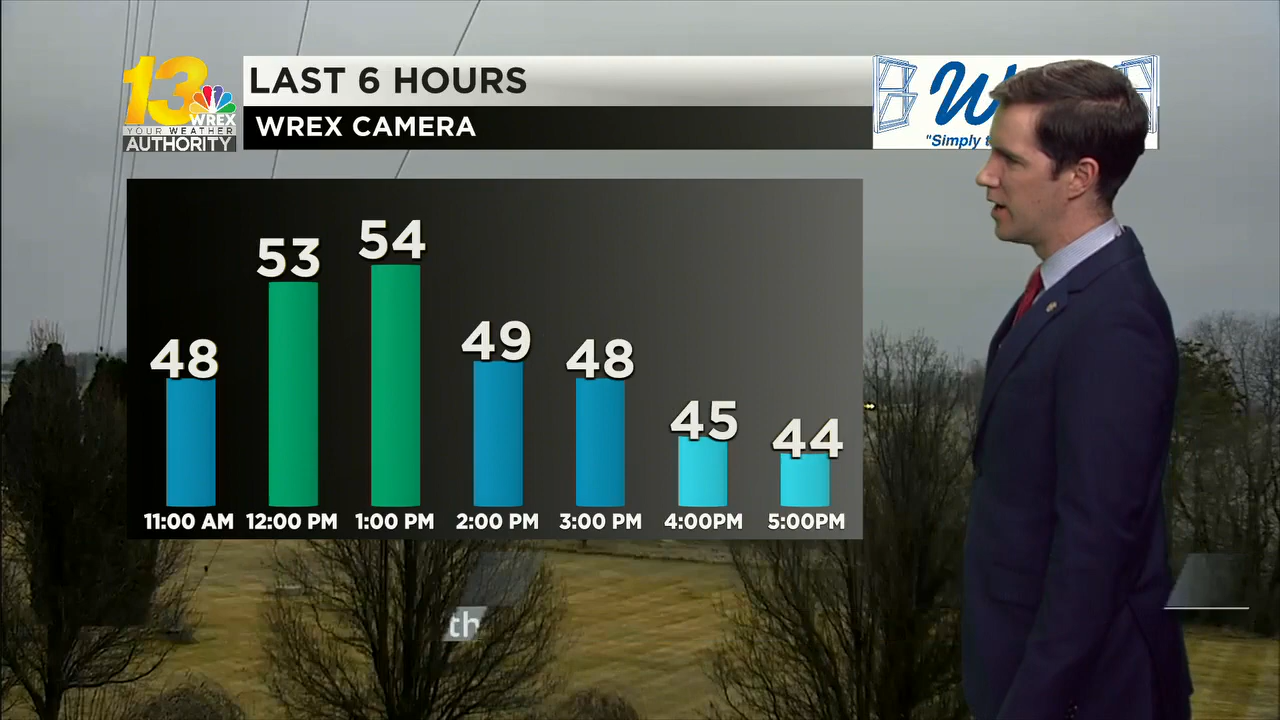 13
WREX
YOUR WEATHER
AUTHORITY
LAST 6 HOURS
WREX CAMERA
"Simply
48 53 54 49 48 45 44
11:00 AM 12:00 PM 1:00 PM 2:00 PM 3:00 PM 4:00PM 5:00PM
th